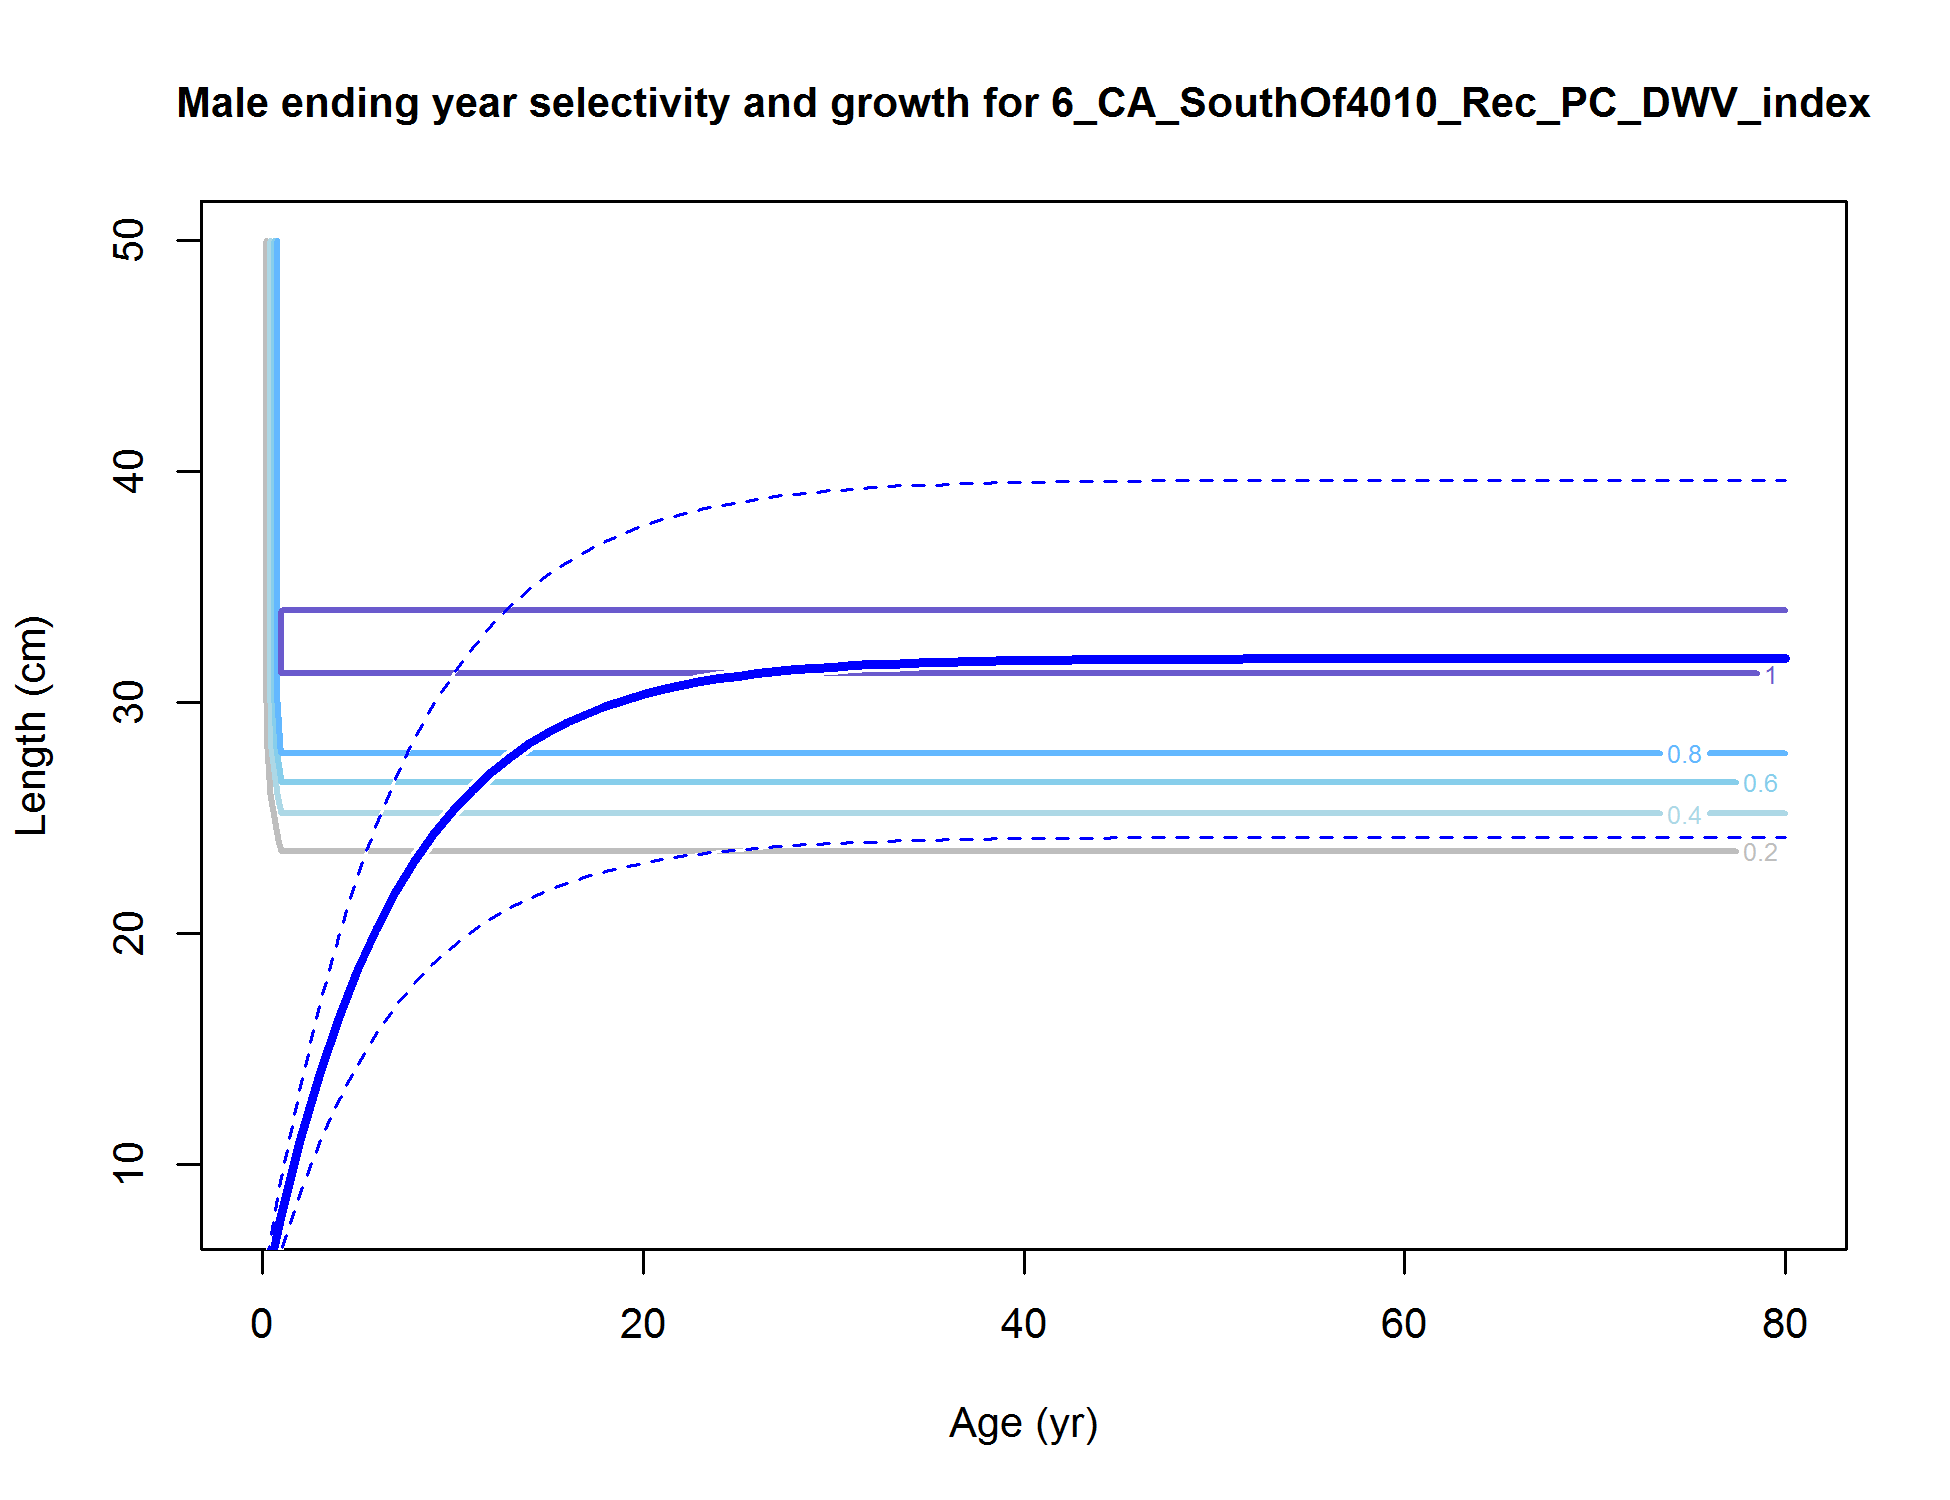 Male ending year selectivity and growth for 6_CA_SouthOf4010_Rec_PC_DWV_index
50
40
30
20
10
Length (cm)
1
0.8
0.6
0.4
0.2
0 20 40 60 80
Age (yr)